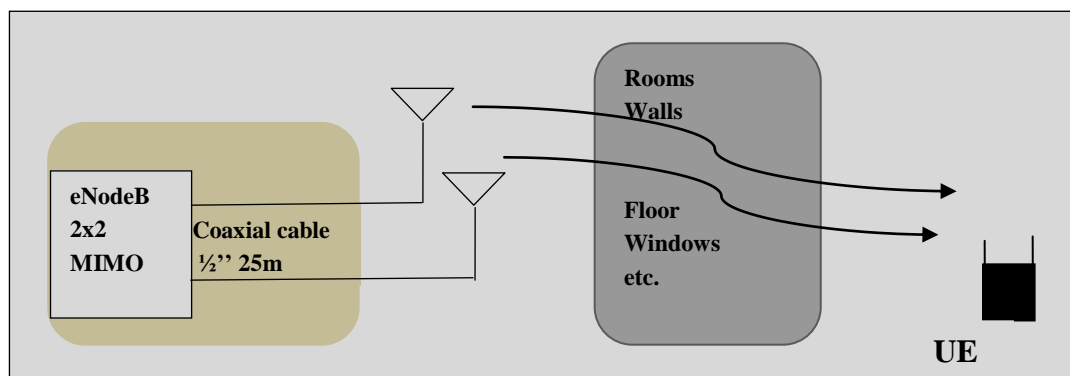 eNodeB
2x2
MIMO
Coaxial cable
½’’ 25m
Rooms
Walls
Floor
Windows
etc.
UE